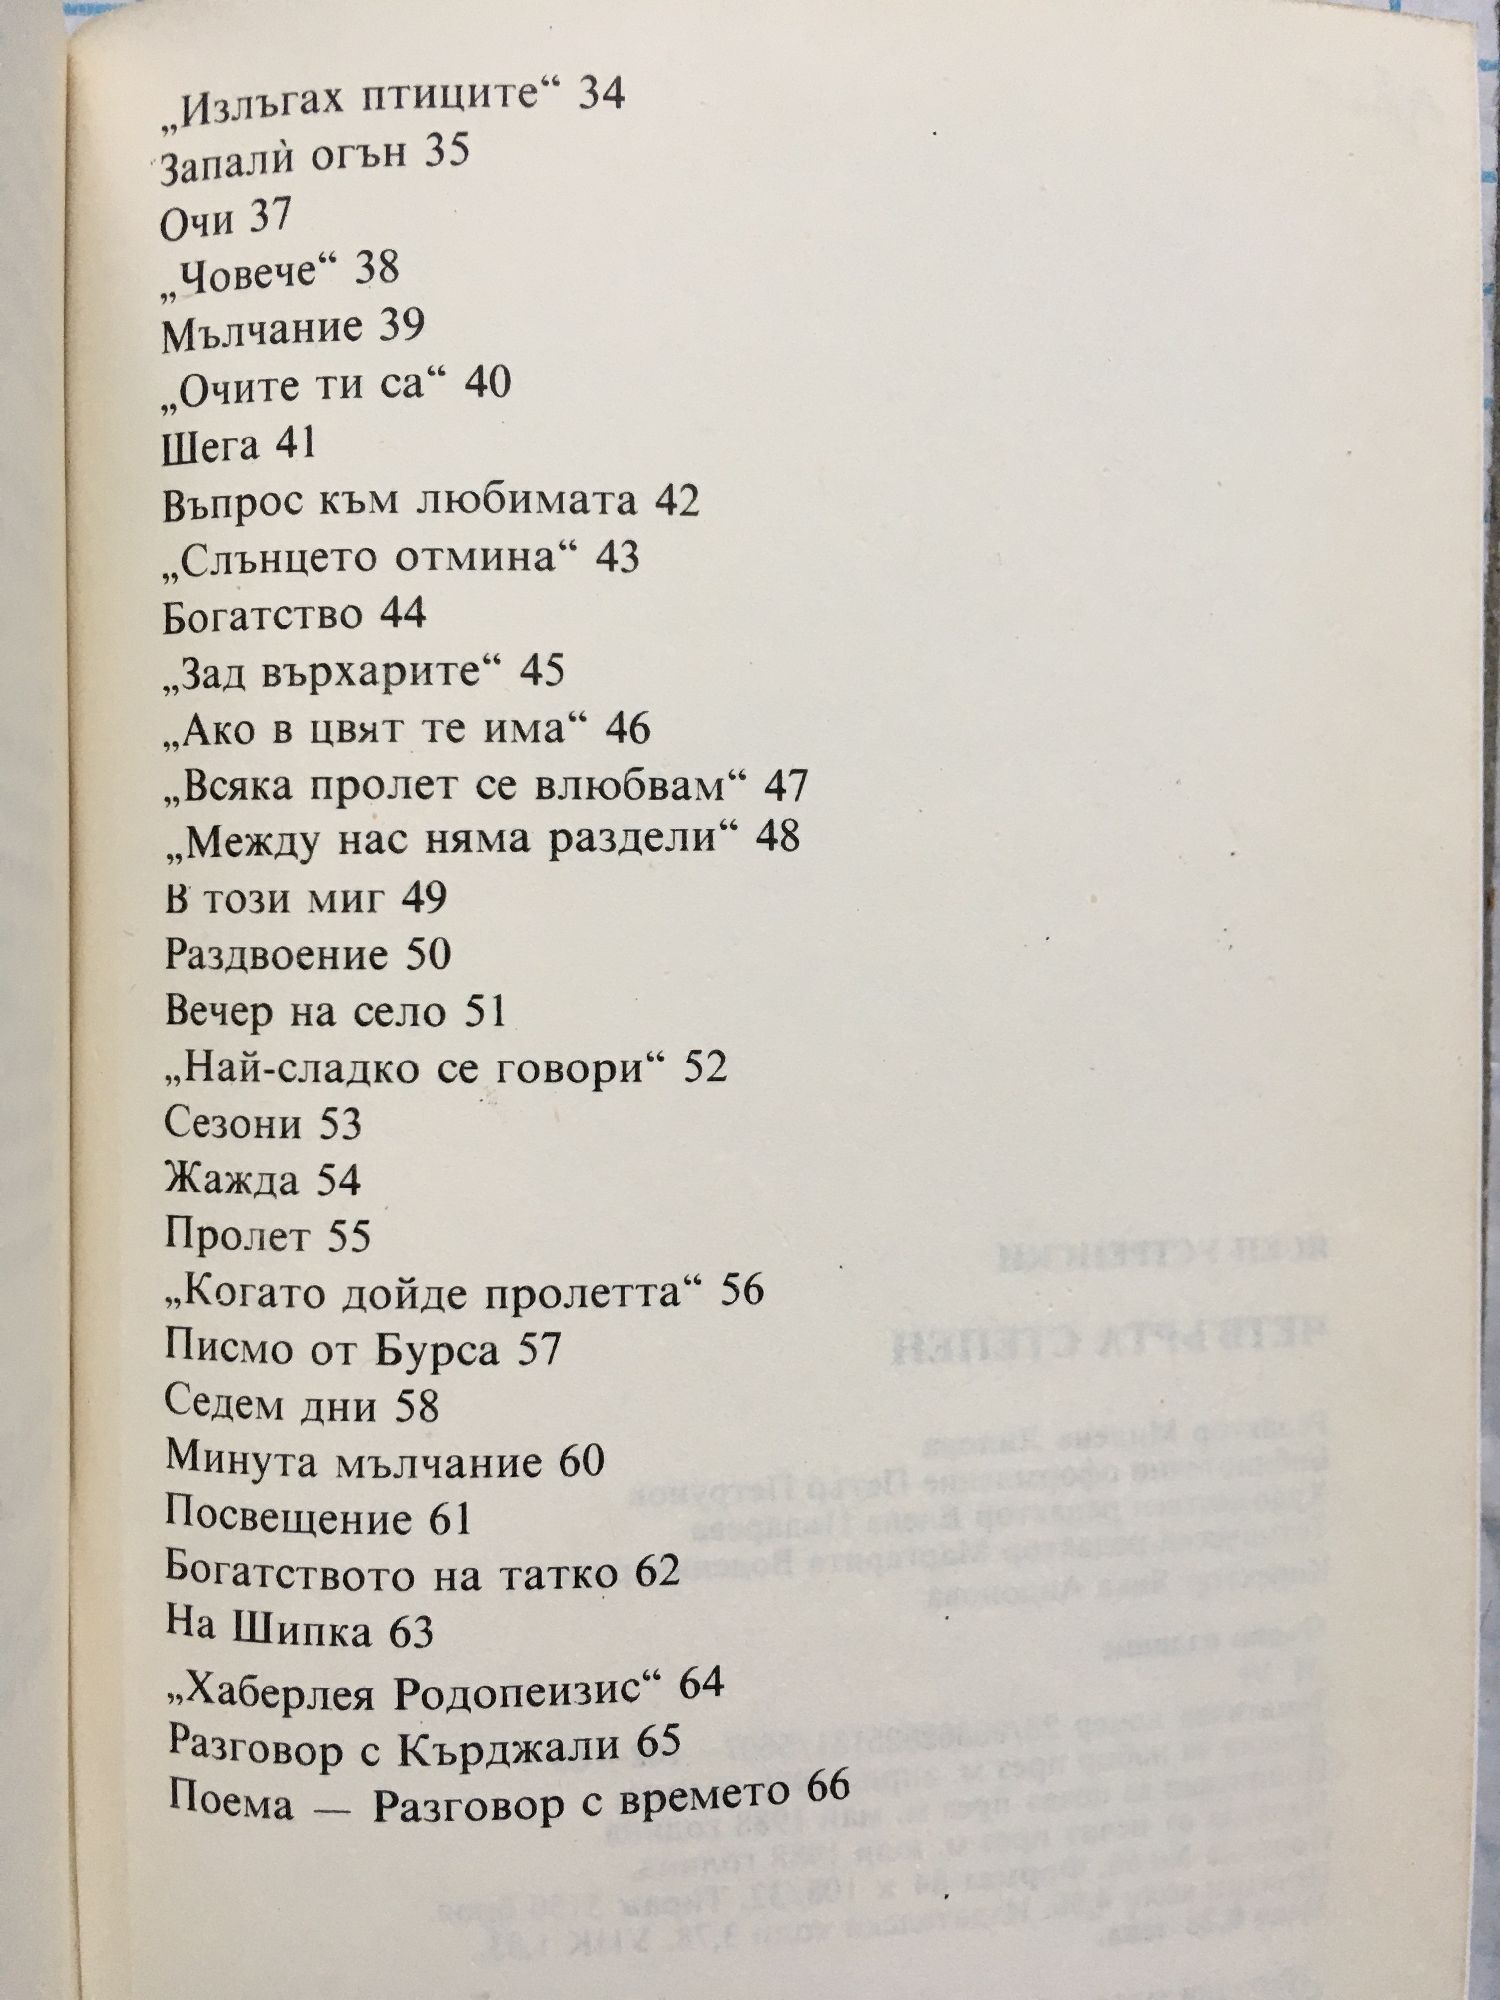 „Излъгах птиците“ 34
Запалѝ огън 35
Очи 37
„Човече“ 38
Мълчание 39
„Очите ти са“ 40
Шега 41
Въпрос към любимата 42
„Слънцето отмина“ 43
Богатство 44
„Зад върхарите“ 45
„Ако в цвят те има“ 46
„Всяка пролет се влюбвам“ 47
„Между нас няма раздели“ 48
В този миг 49
Раздвоение 50
Вечер на село 51
„Най-сладко се говори“ 52
Сезони 53
Жажда 54
Пролет 55
„Когато дойде пролетта“ 56
Писмо от Бурса 57
Седем дни 58
Минута мълчание 60
Посвещение 61
Богатството на татко 62
На Шипка 63
„Хаберлея Родопеизис“ 64
Разговор с Кърджали 65
Поема — Разговор с времето 66